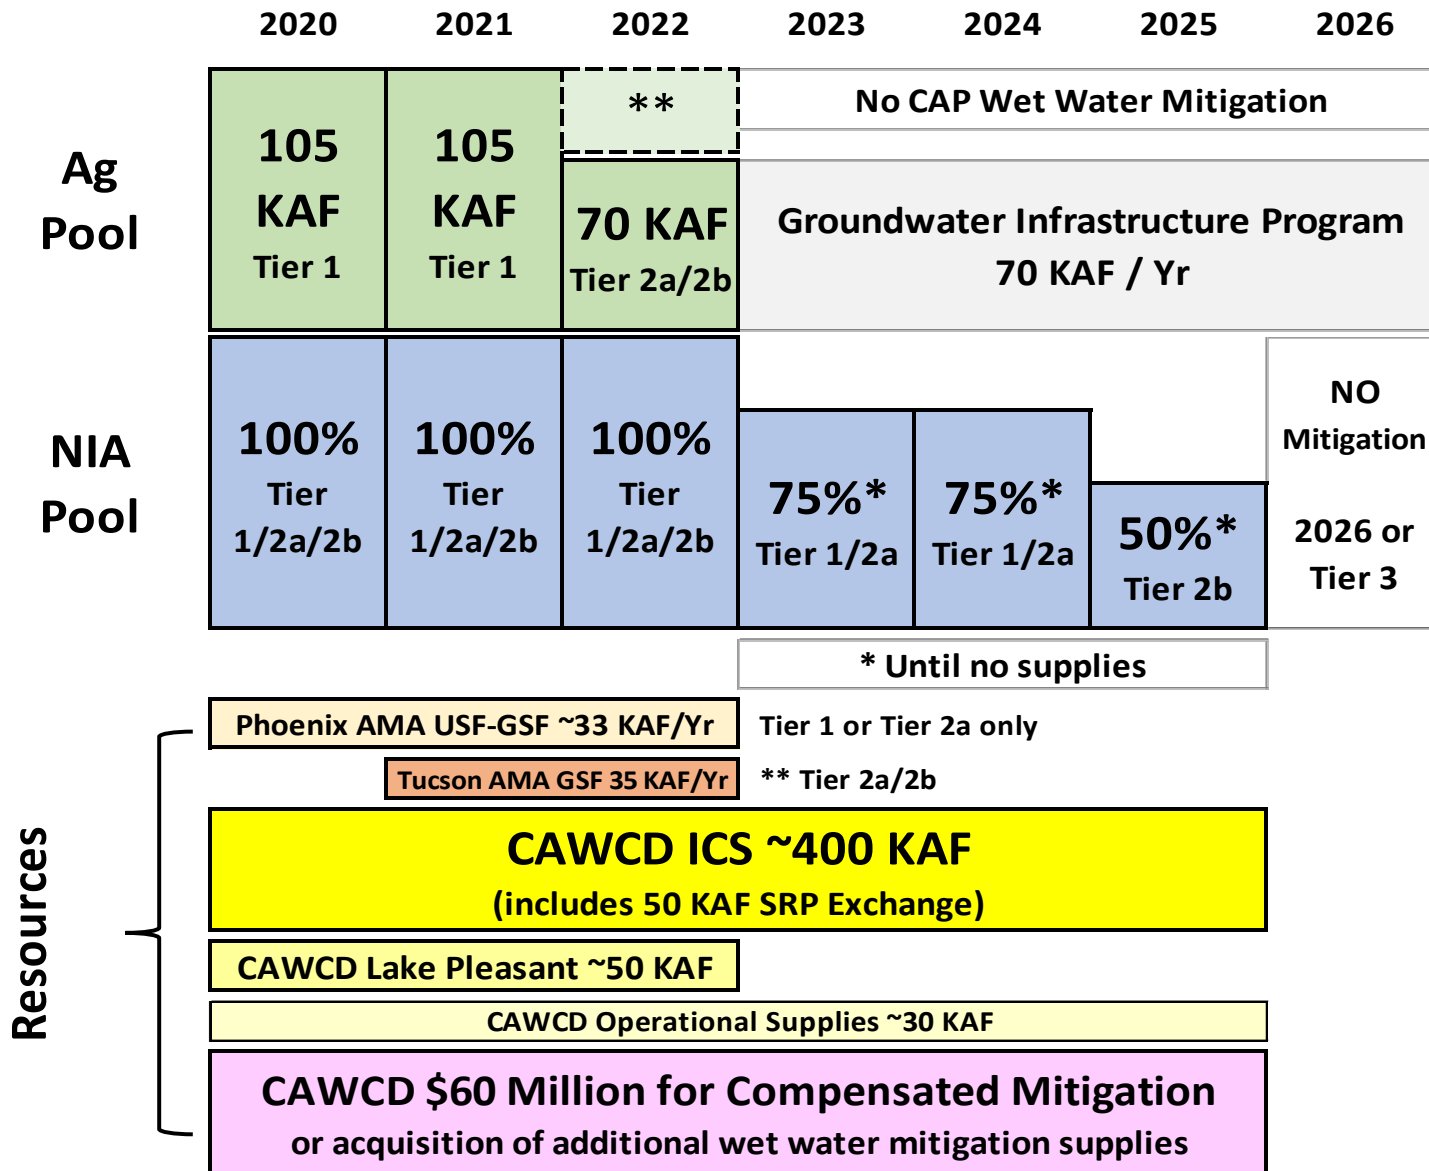 2020 2021 2022 2023 2024 2025 2026
Ag
Pool
105
KAF
Tier 1
105
KAF
Tier 1
**
70 KAF
Tier 2a/2b
No CAP Wet Water Mitigation
Groundwater Infrastructure Program
70 KAF / Yr
NIA
Pool
100%
Tier
1/2a/2b
100%
Tier
1/2a/2b
100%
Tier
1/2a/2b
75%*
Tier 1/2a
75%*
Tier 1/2a
50%*
Tier 2b
NO
Mitigation
2026 or
Tier 3
* Until no supplies
Resources
Phoenix AMA USF-GSF ~33 KAF/Yr
Tier 1 or Tier 2a only
Tucson AMA GSF 35 KAF/Yr
** Tier 2a/2b
CAWCD ICS ~400 KAF
(includes 50 KAF SRP Exchange)
CAWCD Lake Pleasant ~50 KAF
CAWCD Operational Supplies ~30 KAF
CAWCD $60 Million for Compensated Mitigation
or acquisition of additional wet water mitigation supplies